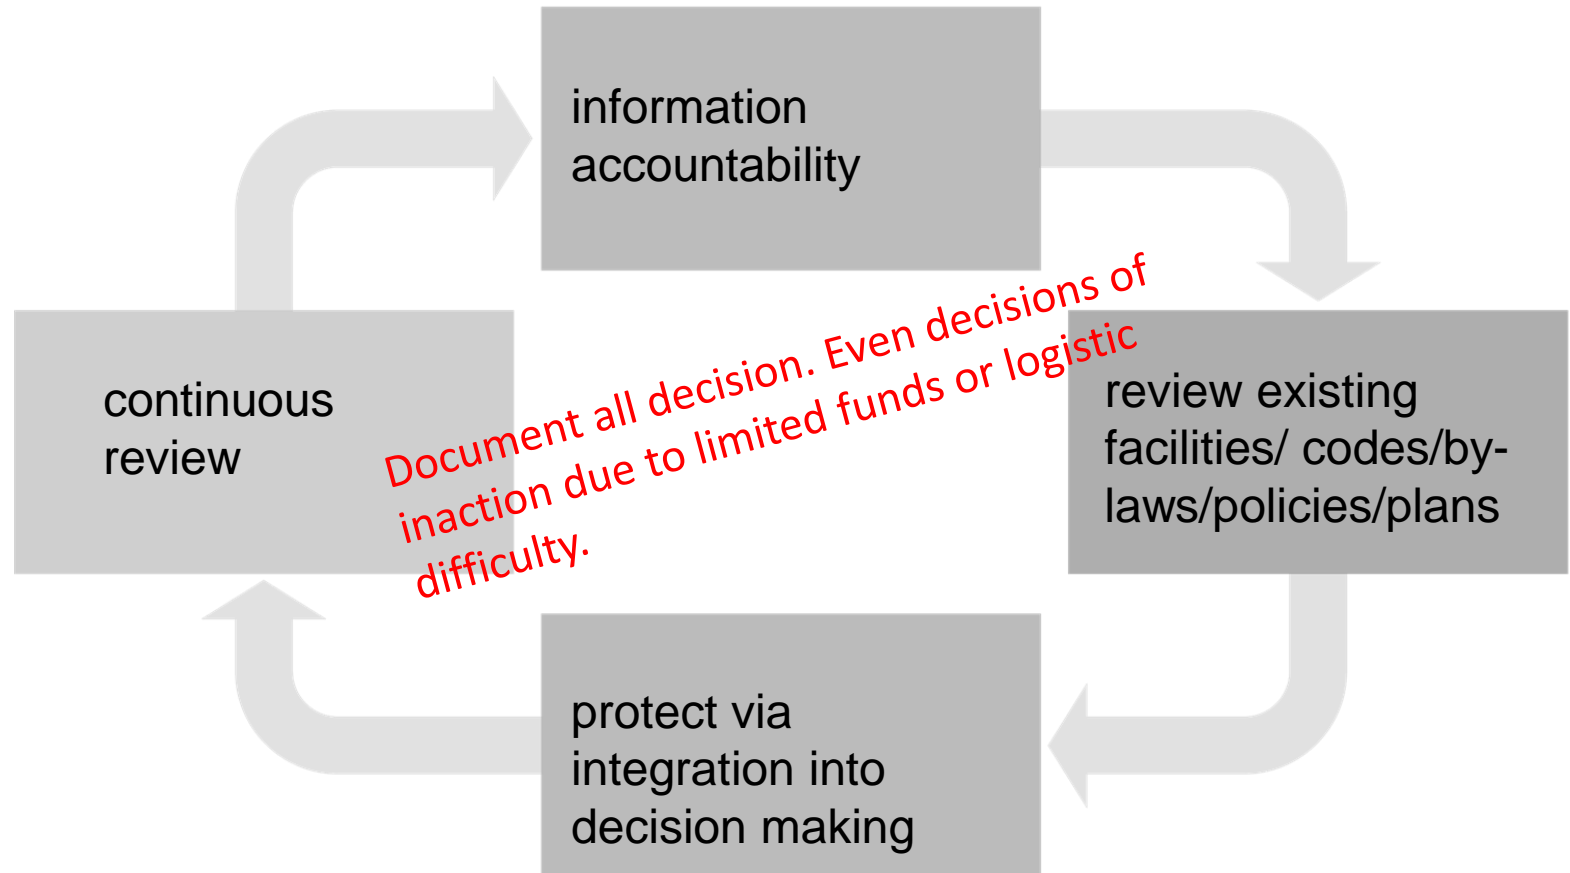 information
accountability
continuous
review
Document all decision. Even decisions of
inaction due to limited funds or logistic
difficulty.
review existing
facilities/ codes/by-
laws/policies/plans
protect via
integration into
decision making